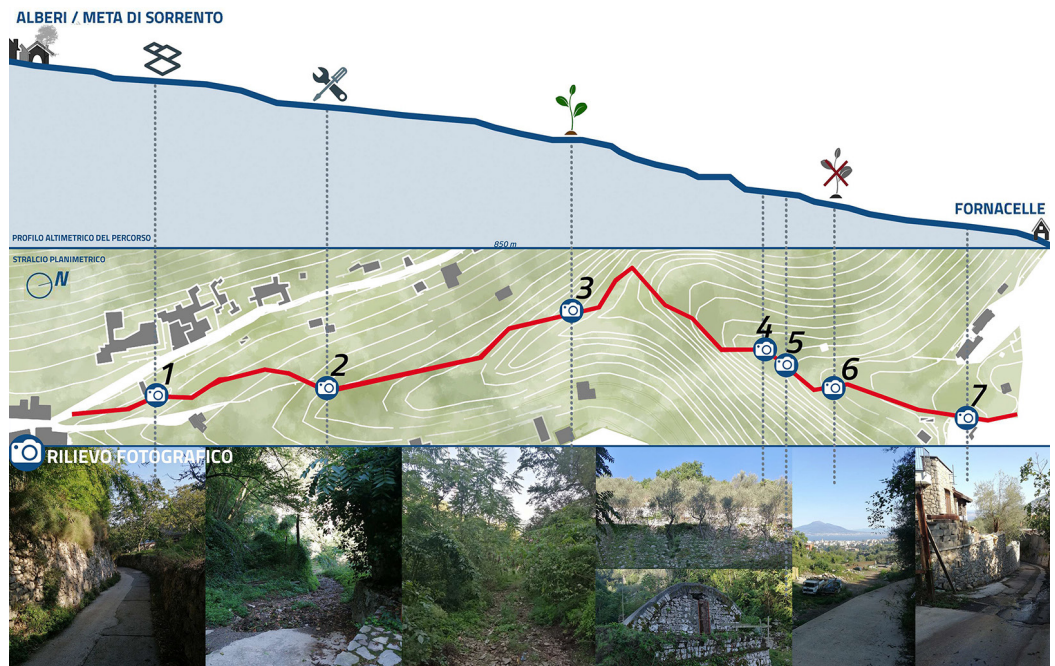 ALBERI / META DI SORRENTO
FORNACELLE
PROFILO ALTIMETRICO DEL PERCORSO
850 m
STRALCIO PLANIMETRICO
N
1
2
3
4
5
6
7
RILIEVO FOTOGRAFICO